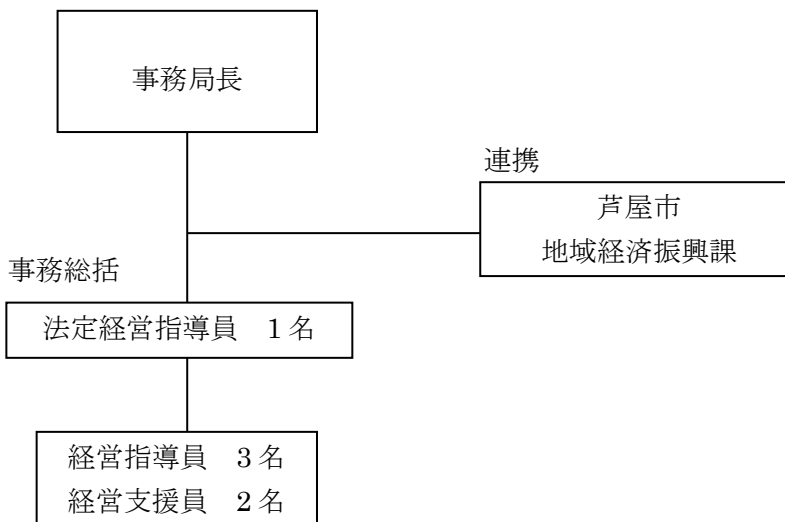 事務局長
連携
芦屋市
地域経済振興課
事務総括
法定経営指導員　1名
経営指導員　3名
経営支援員　2名